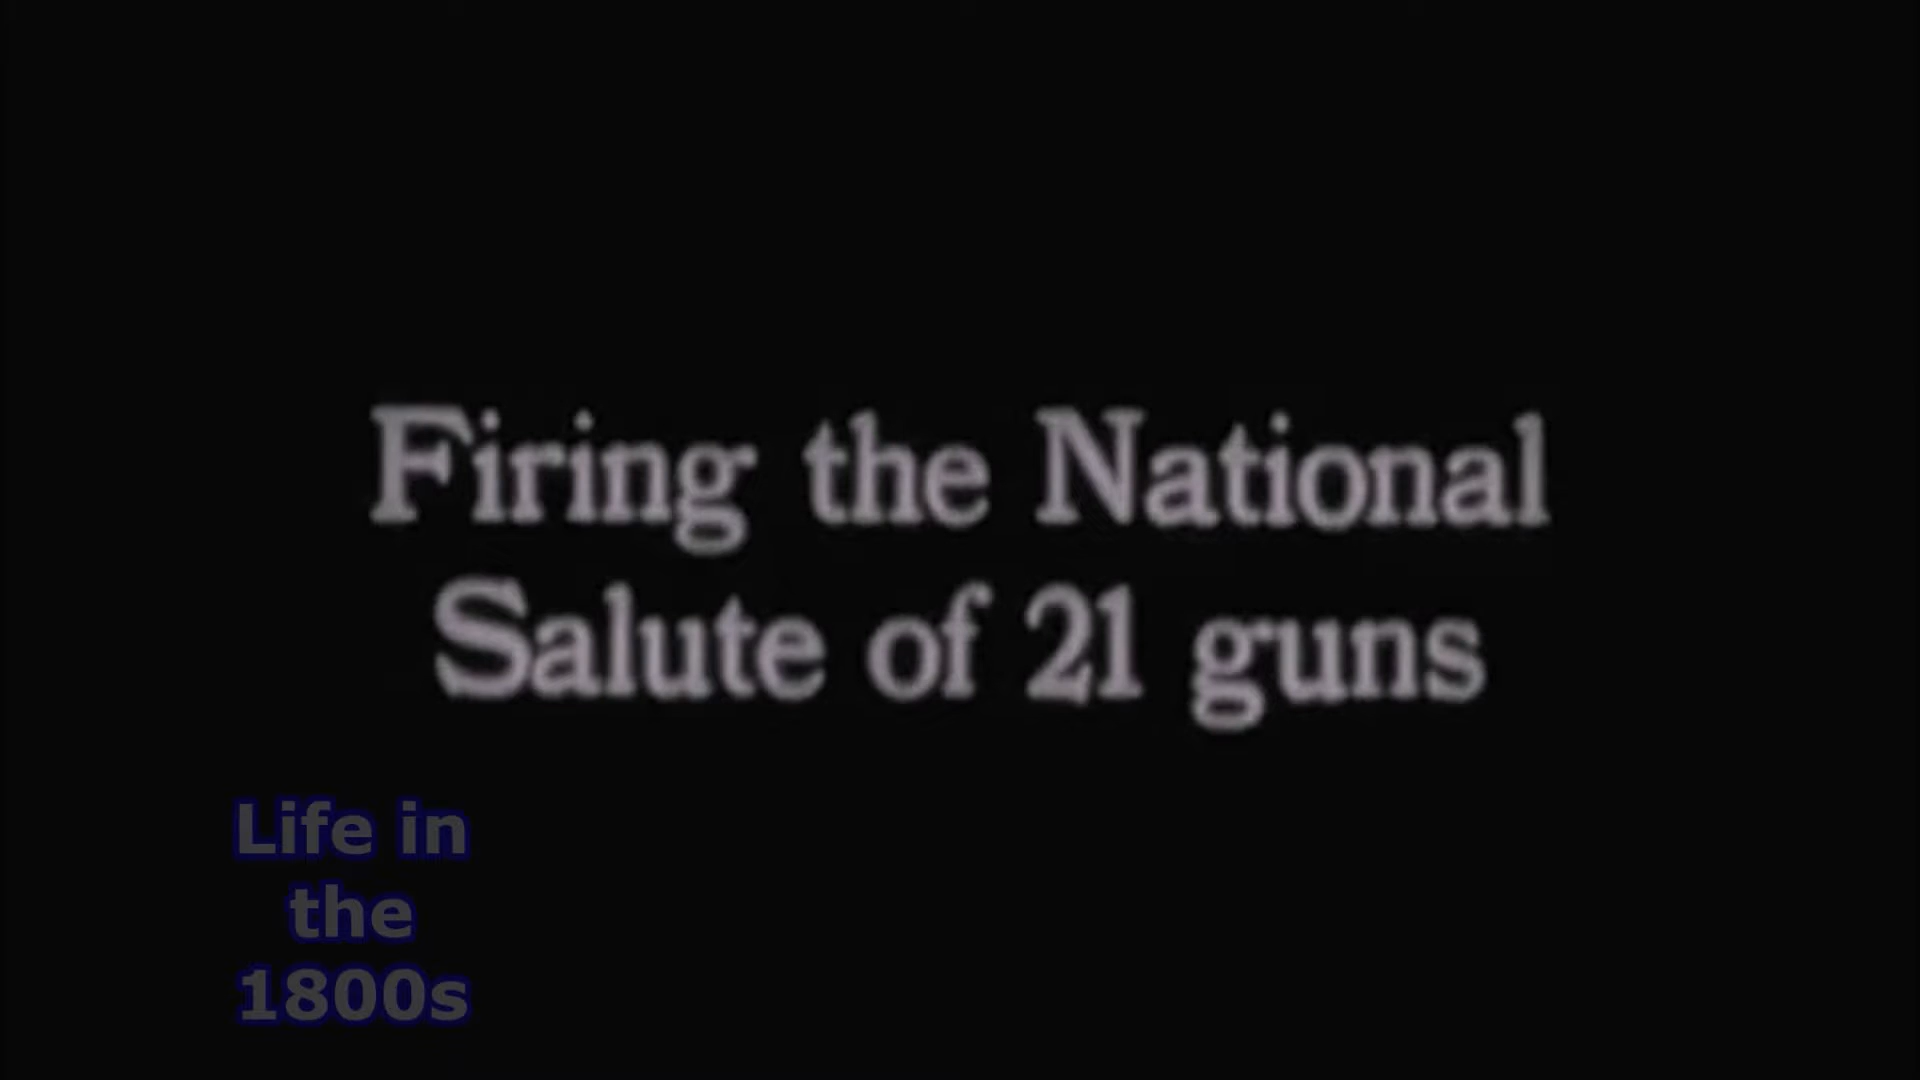 Firing the National
Salute of 21 guns
Life in
the
1800s